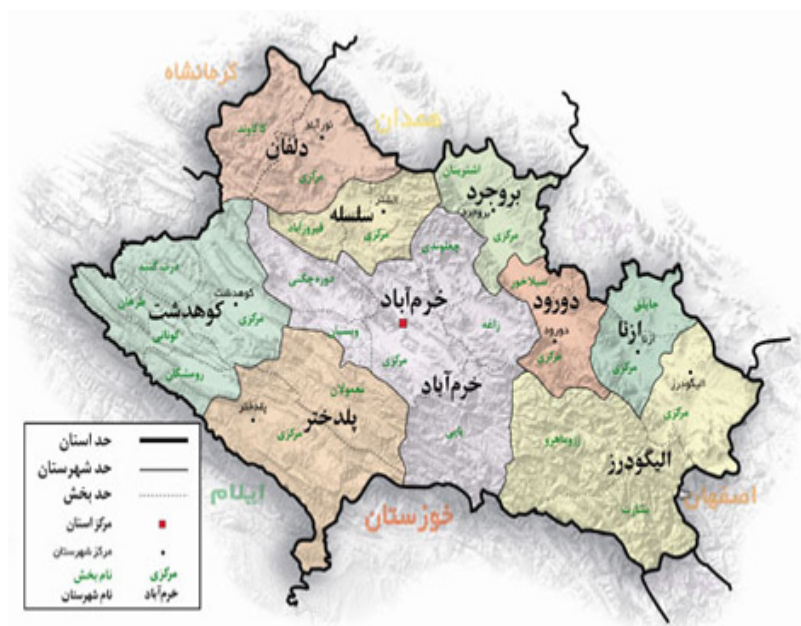 کرمانشاه
همدان
کاکاوند
نورآباد
دلفان
مرکزی
اشترینان
بروجرد
بروجرد
مرکزی
الشتر
سلسله
فیروزآباد
مرکزی
چغلوندی
درب گنبد
کوهدشت
طرهان
کوهدشت
مرکزی
کونانی
رومشگان
دوره چگنی
خرم‌آباد
ویسیان
زاغه
مرکزی
خرم‌آباد
پاپی
سیلاخور
دورود
دورود
مرکزی
جاپلق
ازنا
ازنا
مرکزی
الیگودرز
مرکزی
الیگودرز
زز و ماهرو
بشارت
معمولان
پلدختر
پلدختر
مرکزی
ایلام
خوزستان
اصفهان
حد استان
حد شهرستان
حد بخش
مرکز استان
مرکز شهرستان
نام بخش مرکزی
نام شهرستان خرم‌آباد